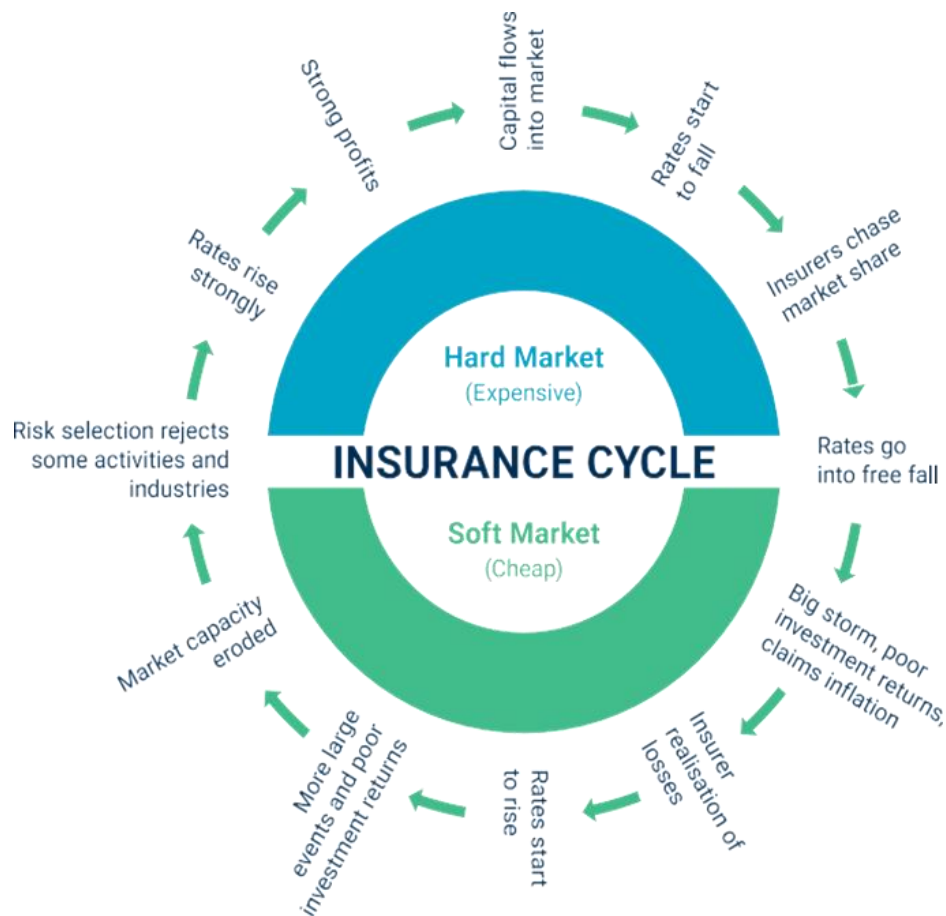 Capital flows
into market
Rates start
to fall
Insurers chase
market share
Rates go
into free fall
Big storm, poor
investment returns,
claims inflation
Insurer
realisation of
losses
Rates start
to rise
More large
events and poor
investment returns
Market capacity
eroded
Risk selection rejects
some activities and
industries
Rates rise
strongly
Strong profits
Hard Market
(Expensive)
INSURANCE CYCLE
Soft Market
(Cheap)